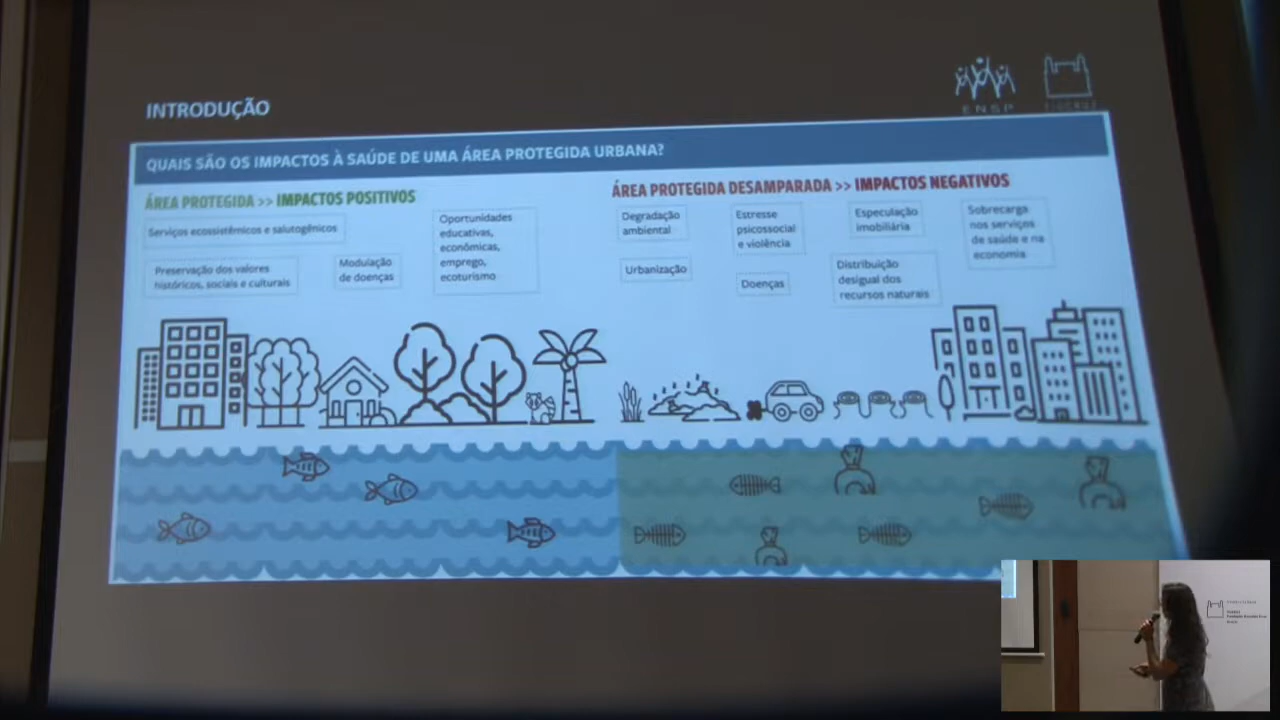 INTRODUÇÃO
ENSP
FIOCRUZ
QUAIS SÃO OS IMPACTOS À SAÚDE DE UMA ÁREA PROTEGIDA URBANA?
ÁREA PROTEGIDA >> IMPACTOS POSITIVOS
Serviços ecossistêmicos e salutogênicos
Preservação dos valores
históricos, sociais e culturais
Modulação
de doenças
Oportunidades
educativas,
econômicas,
emprego,
ecoturismo
ÁREA PROTEGIDA DESAMPARADA >> IMPACTOS NEGATIVOS
Degradação
ambiental
Estresse
psicossocial
e violência
Especulação
imobiliária
Sobrecarga
nos serviços
de saúde e na
economia
Urbanização
Doenças
Distribuição
desigual dos
recursos naturais